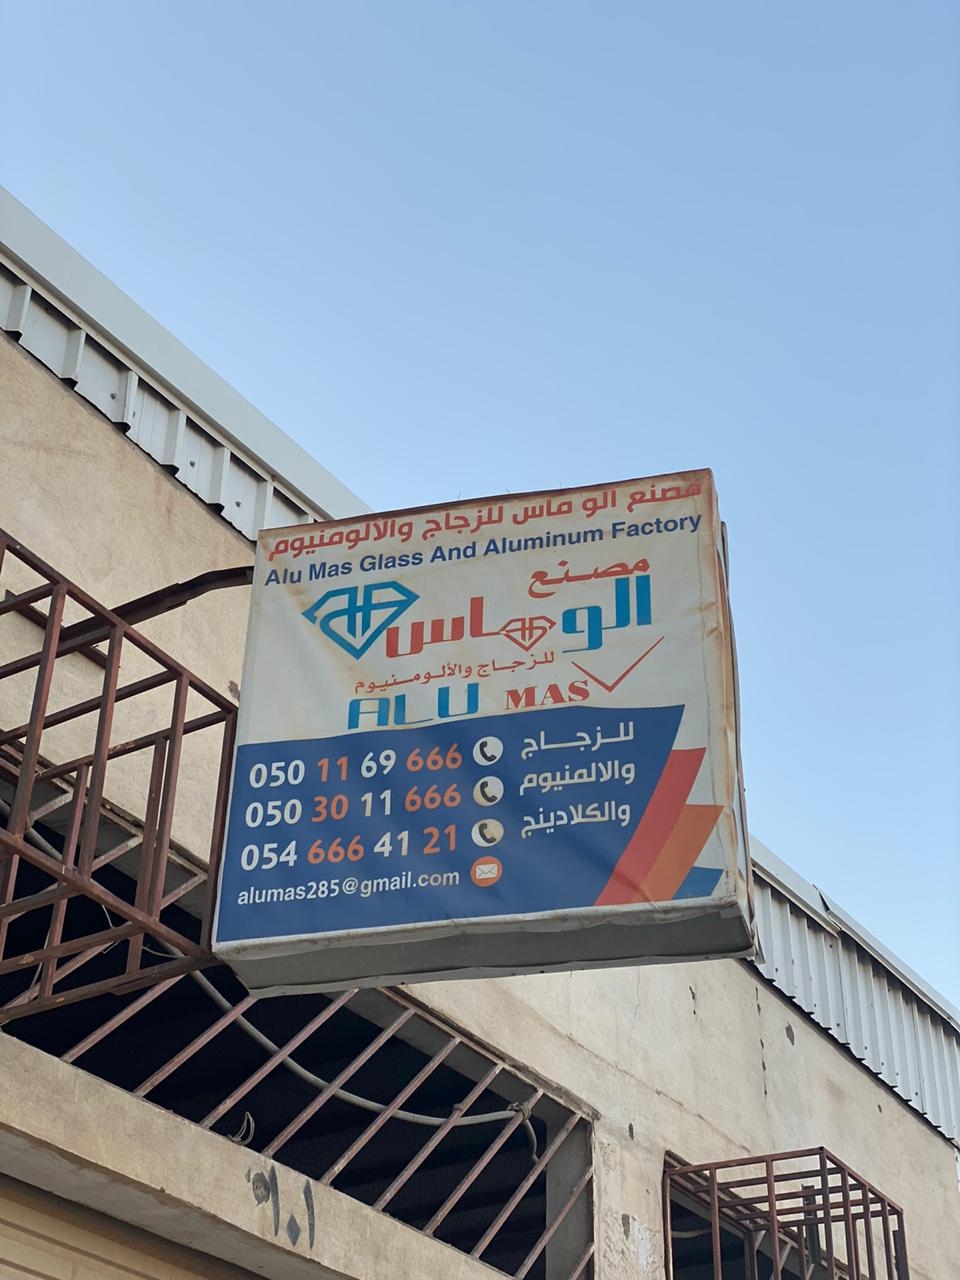 مصنع الو ماس للزجاج والالومنيوم
Alu Mas Glass And Aluminum Factory
مصنع
الوماس
للزجاج والألومنيوم
ALU MAS
050 11 69 666
للزجاج
050 30 11 666
والالمنيوم
054 666 41 21
والكلادينج
alumas285@gmail.com